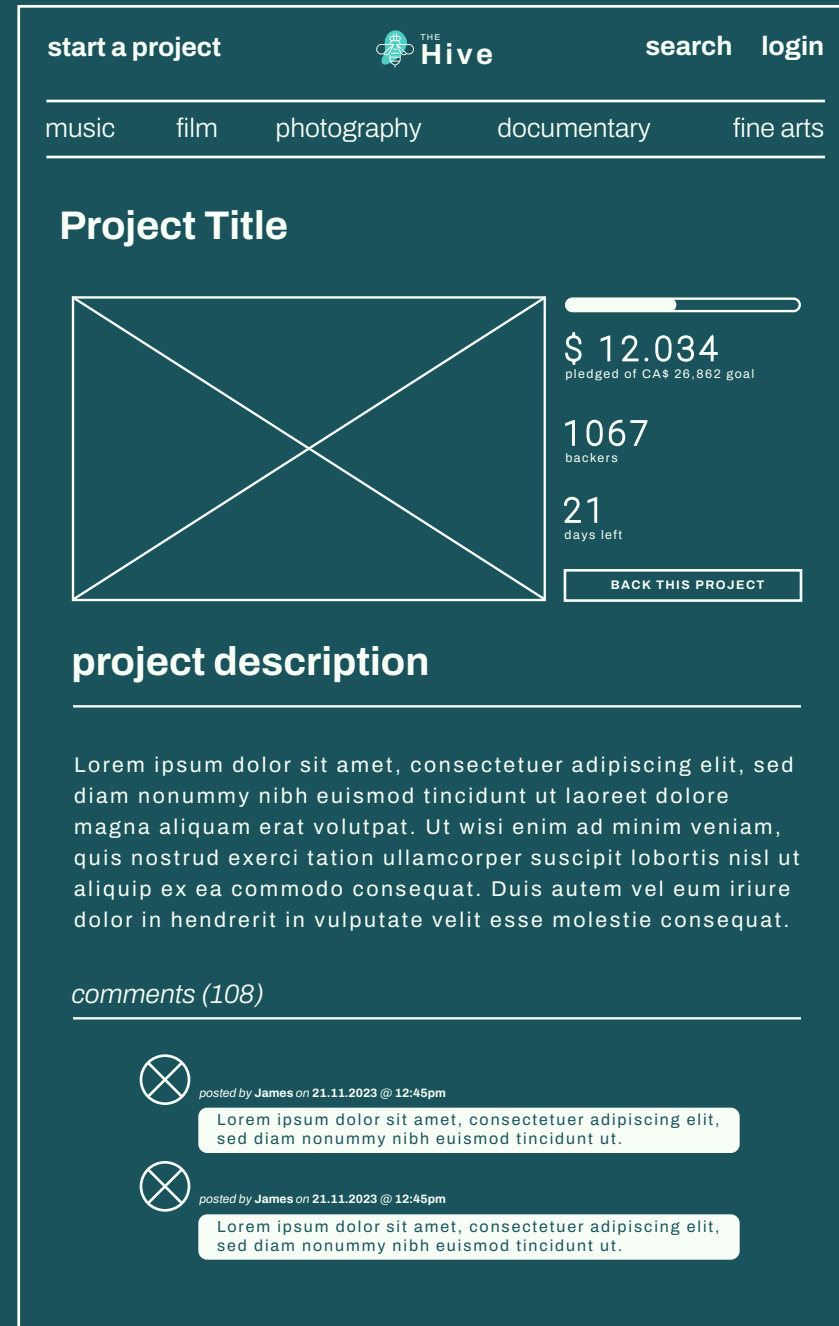 start a project
THE
Hive
search login
music film photography documentary fine arts
Project Title
$ 12.034
pledged of CA$ 26,862 goal
1067
backers
21
days left
BACK THIS PROJECT
project description
Lorem ipsum dolor sit amet, consectetuer adipiscing elit, sed
diam nonummy nibh euismod tincidunt ut laoreet dolore
magna aliquam erat volutpat. Ut wisi enim ad minim veniam,
quis nostrud exerci tation ullamcorper suscipit lobortis nisl ut
aliquip ex ea commodo consequat. Duis autem vel eum iriure
dolor in hendrerit in vulputate velit esse molestie consequat.
comments (108)
posted by James on 21.11.2023 @ 12:45pm
Lorem ipsum dolor sit amet, consectetuer adipiscing elit,
sed diam nonummy nibh euismod tincidunt ut.
posted by James on 21.11.2023 @ 12:45pm
Lorem ipsum dolor sit amet, consectetuer adipiscing elit,
sed diam nonummy nibh euismod tincidunt ut.